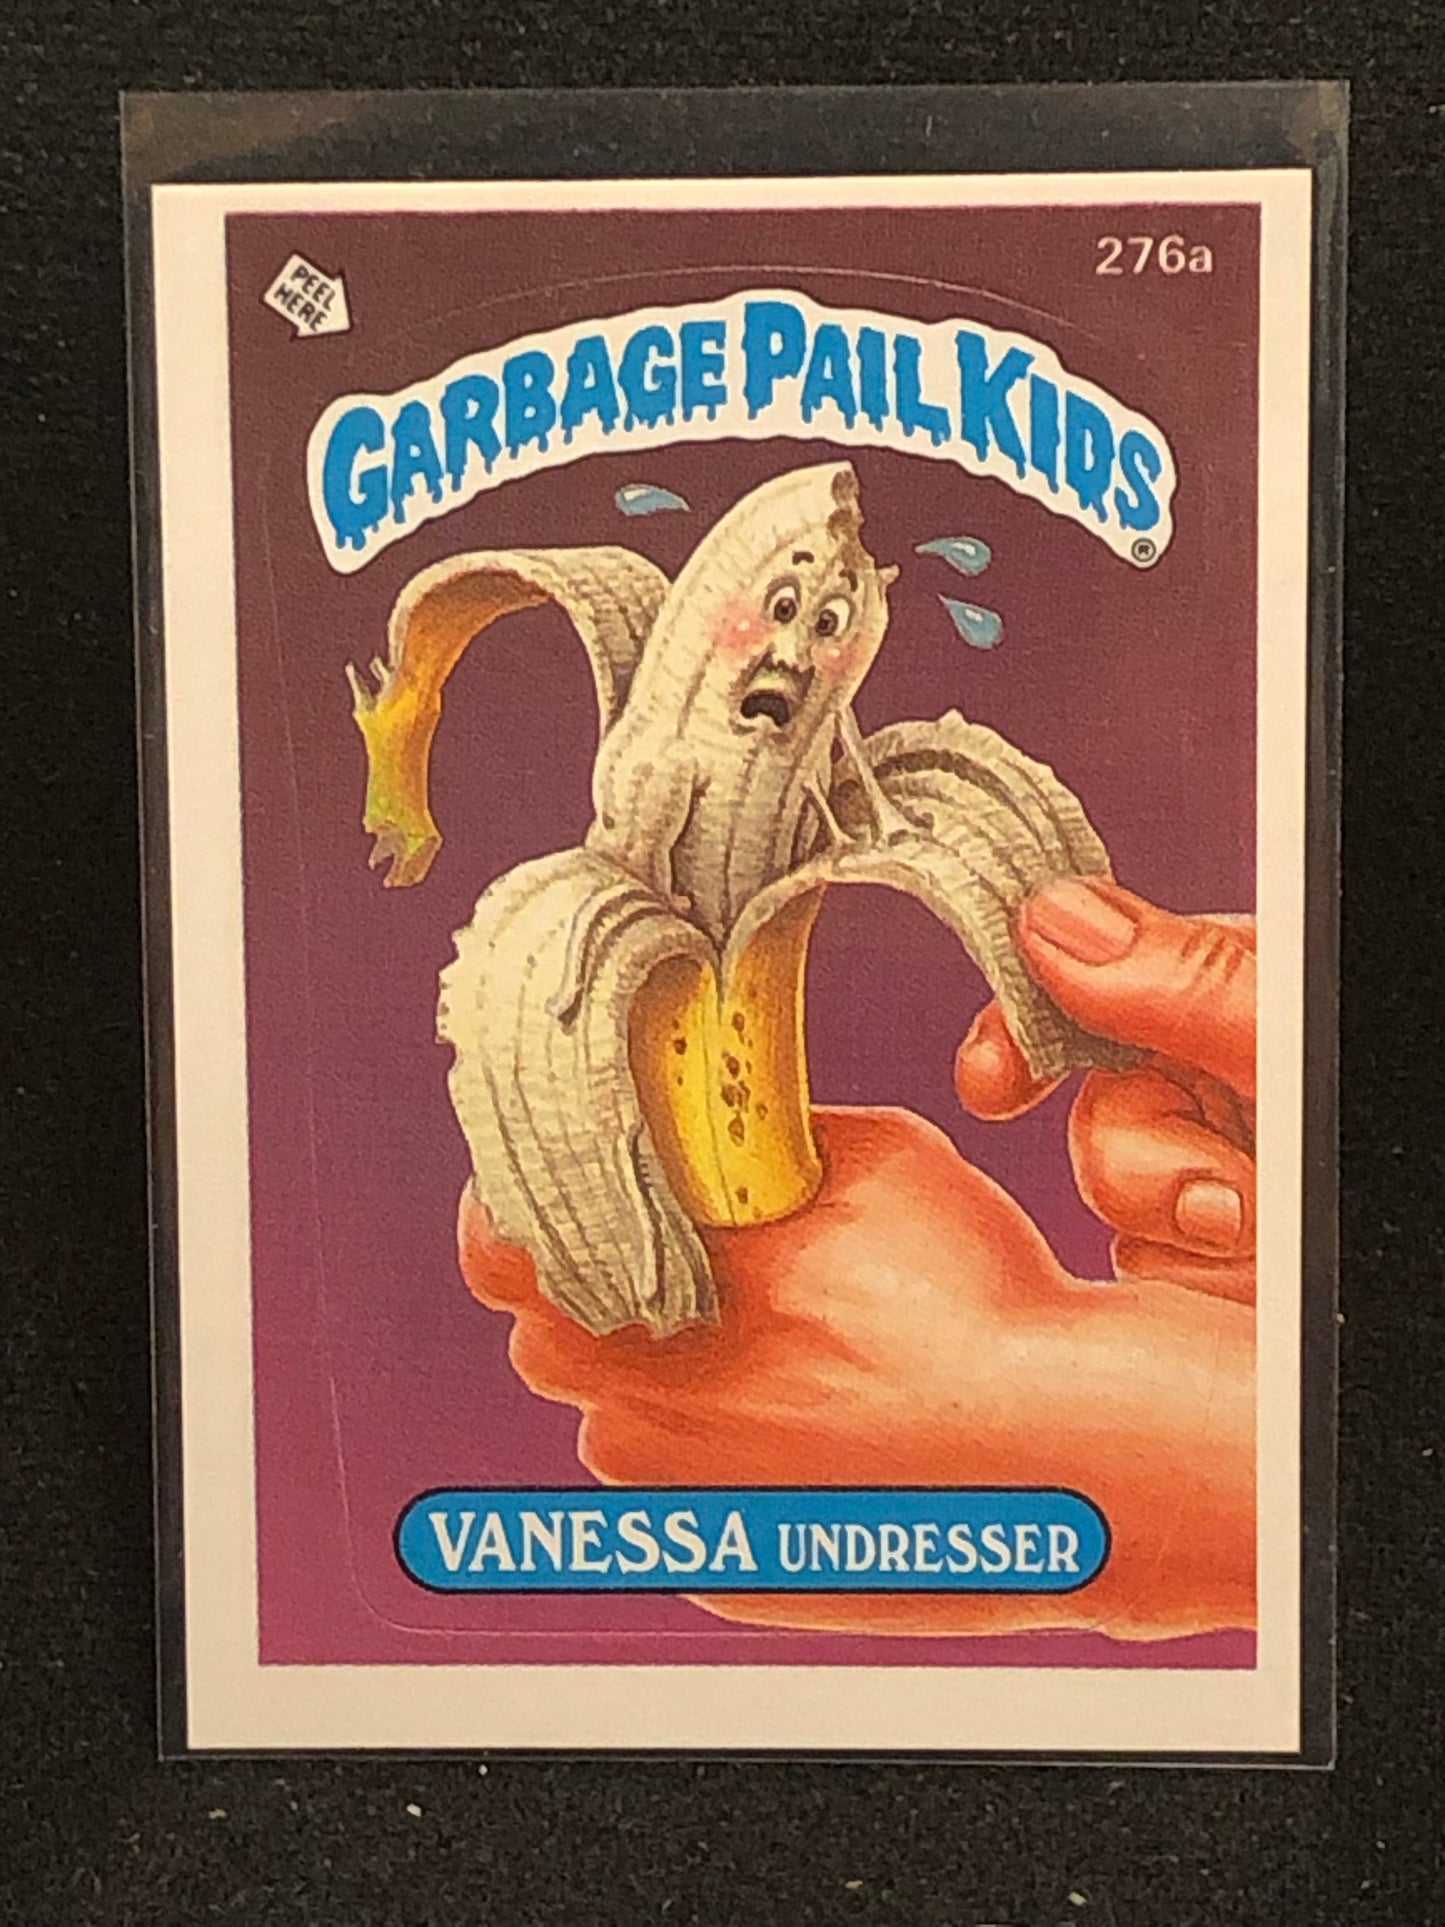 276a
PEEL
HERE
GARBAGE PAIL KIDS
®
VANESSA UNDRESSER